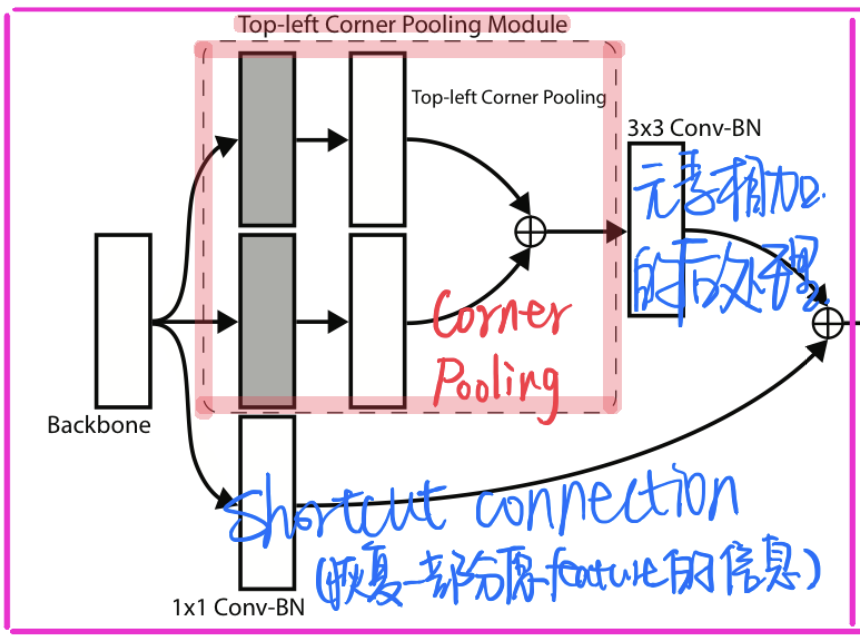 Top-left Corner Pooling Module
Top-left Corner Pooling
3x3 Conv-BN
元素相加
的后处理
Corner
Pooling
Backbone
Shortcut connection
(恢复一部分原feature的信息)
1x1 Conv-BN